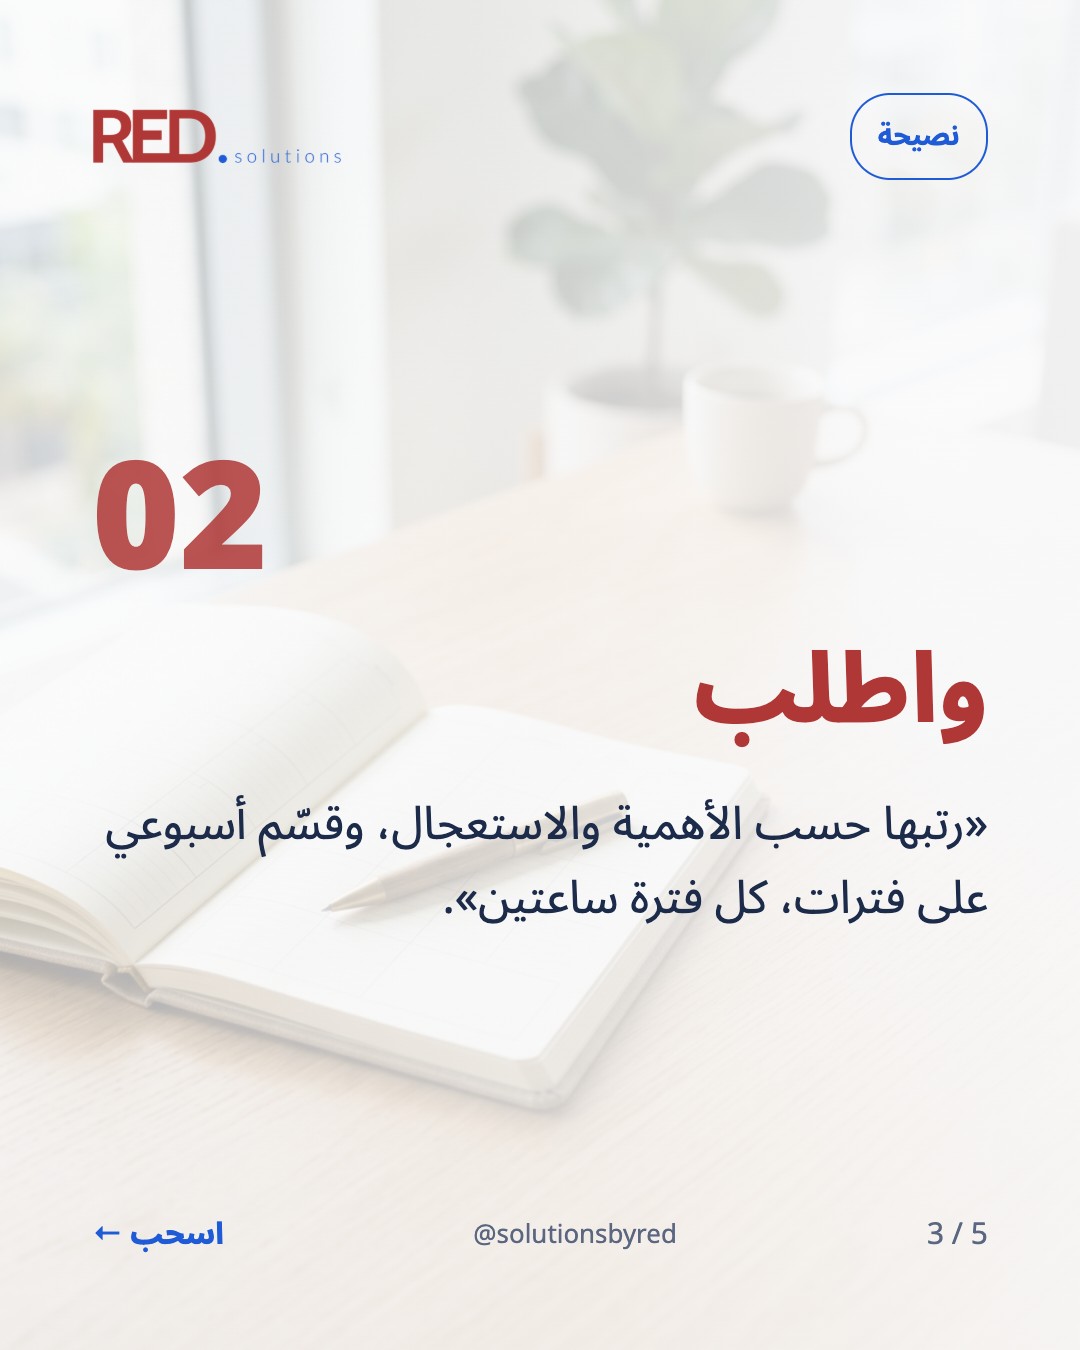 RED. solutions
نصيحة
02
واطلب
«رتبها حسب الأهمية والاستعجال، وقسّم أسبوعي
على فترات، كل فترة ساعتين».
3 / 5
@solutionsbyred
اسحب ←